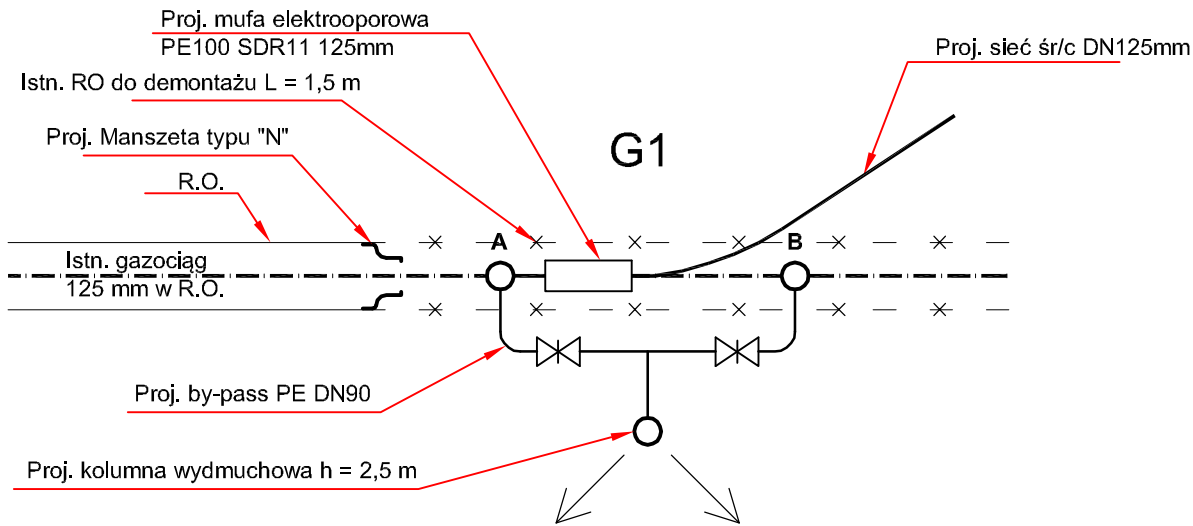 Proj. mufa elektrooporowa
PE100 SDR11 125mm
Proj. sieć śr/c DN125mm
Istn. RO do demontażu L = 1,5 m
Proj. Manszeta typu "N"
G1
R.O.
A
B
Istn. gazociąg
125 mm w R.O.
Proj. by-pass PE DN90
Proj. kolumna wydmuchowa h = 2,5 m